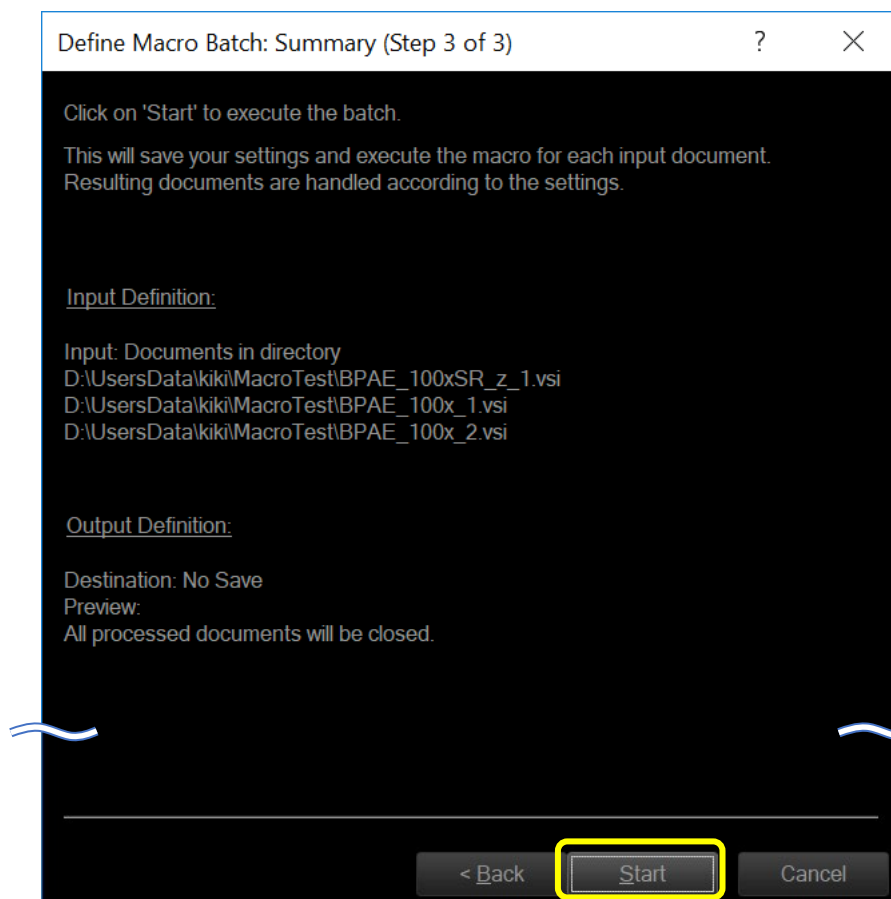 Define Macro Batch: Summary (Step 3 of 3)
?
Click on 'Start' to execute the batch.
This will save your settings and execute the macro for each input document.
Resulting documents are handled according to the settings.
Input Definition:
Input: Documents in directory
D:\UsersData\kiki\MacroTest\BPAE_100xSR_z_1.vsi
D:\UsersData\kiki\MacroTest\BPAE_100x_1.vsi
D:\UsersData\kiki\MacroTest\BPAE_100x_2.vsi
Output Definition:
Destination: No Save
Preview:
All processed documents will be closed.
< Back Start Cancel